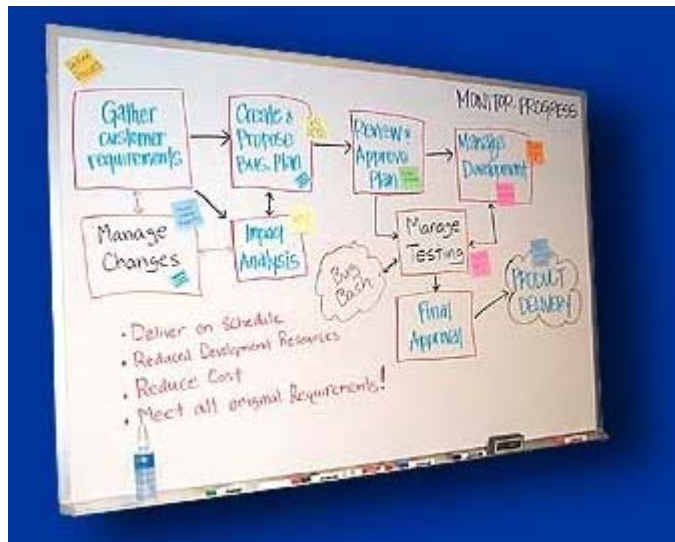 MONITOR PROGRESS
Gather
customer
requirements
Create &
Propose
Bus. Plan
Review &
Approve
Plan
Manage
Development
Manage
Changes
Impact
Analysis
Manage
Testing
Bug
Bash
Final
Approval
PRODUCT
DELIVERY
• Deliver on Schedule
• Reduced Development Resources
• Reduce Cost
• Meet all original Requirements!